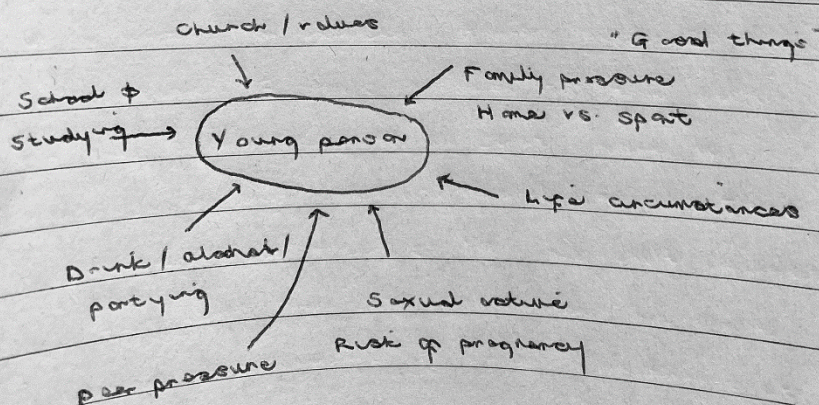 Church / values
"Good things"
School &
Studying
Young person
Family pressure
Home vs. sport
Life circumstances
Drink / alcohol /
partying
Sexual nature
Risk of pregnancy
peer pressure